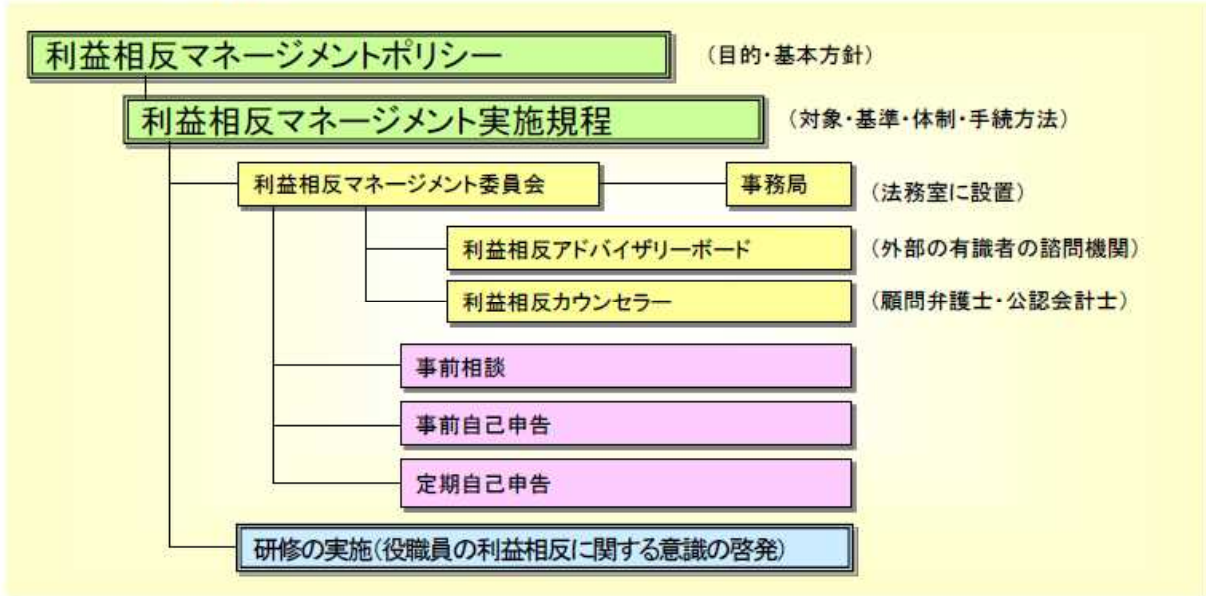 利益相反マネージメントポリシー (目的・基本方針)
利益相反マネージメント実施規程 (対象・基準・体制・手続方法)
利益相反マネージメント委員会 事務局 (法務室に設置)
利益相反アドバイザリーボード (外部の有識者の諮問機関)
利益相反カウンセラー (顧問弁護士・公認会計士)
事前相談
事前自己申告
定期自己申告
研修の実施(役職員の利益相反に関する意識の啓発)